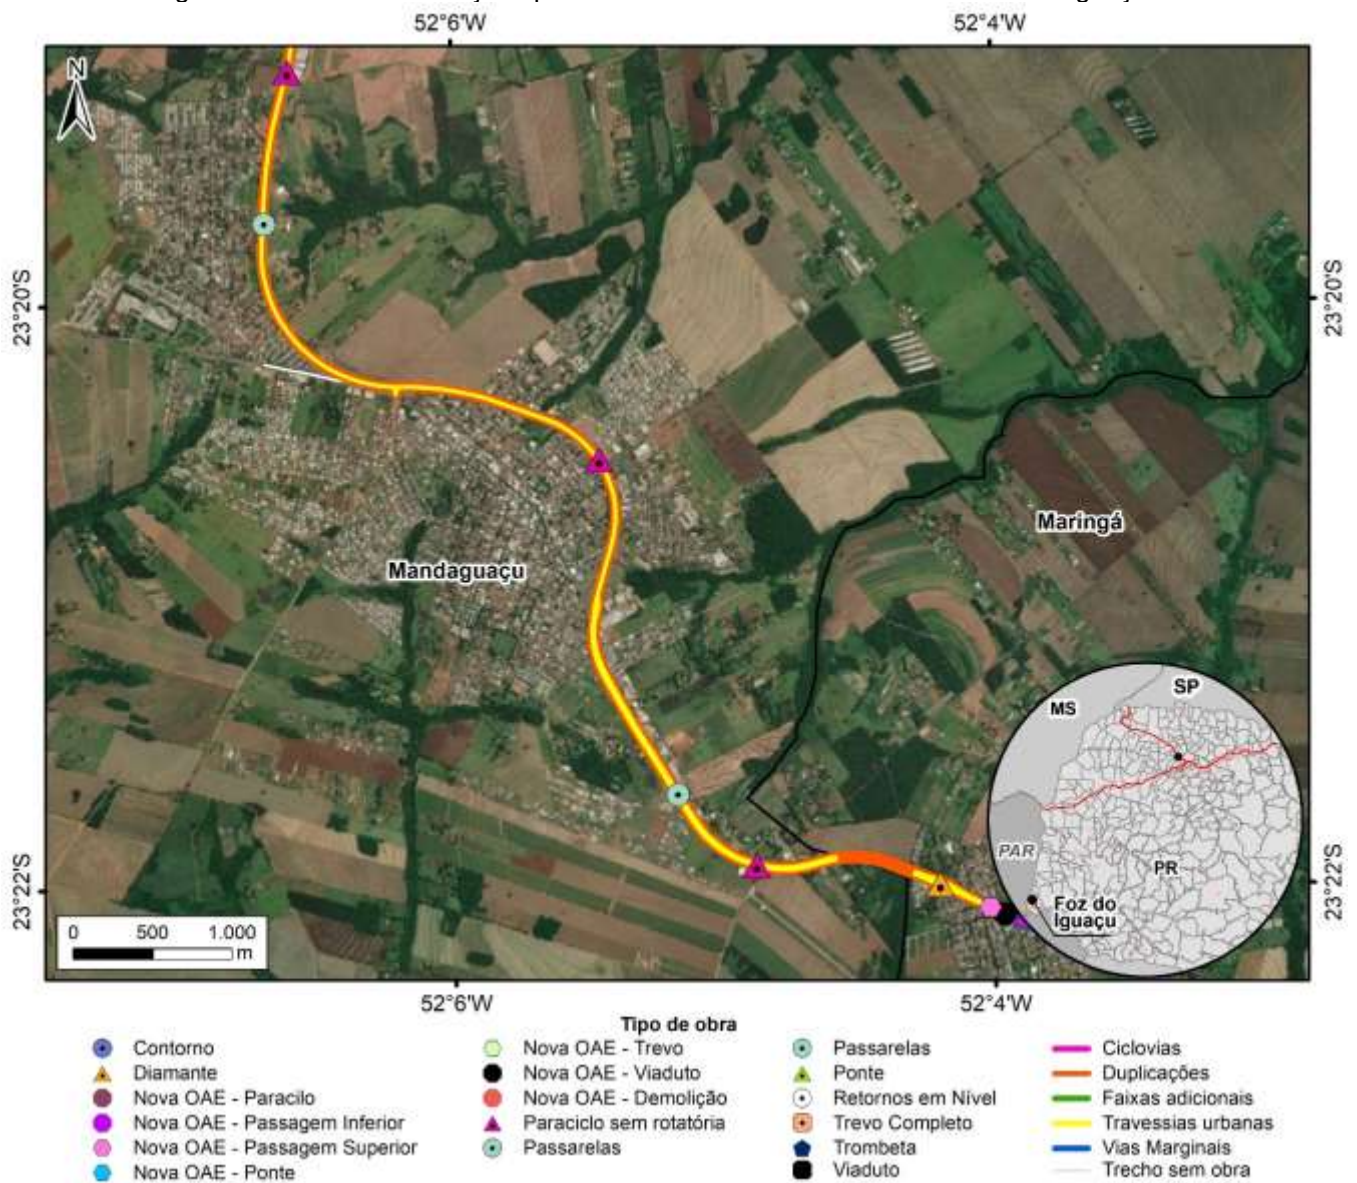 52°6'W 52°4'W
N
23°20'S 23°20'S
Maringá
Mandaguaçu
SP
MS
PAR
PR
23°22'S 23°22'S
Foz do
Iguaçu
0 500 1.000
m
52°6'W 52°4'W
Tipo de obra
Contorno
Diamante
Nova OAE - Paracilo
Nova OAE - Passagem Inferior
Nova OAE - Passagem Superior
Nova OAE - Ponte
Nova OAE - Trevo
Nova OAE - Viaduto
Nova OAE - Demolição
Paraciclo sem rotatória
Passarelas
Passarelas
Ponte
Retornos em Nível
Trevo Completo
Trombeta
Viaduto
Ciclovias
Duplicações
Faixas adicionais
Travessias urbanas
Vias Marginais
Trecho sem obra